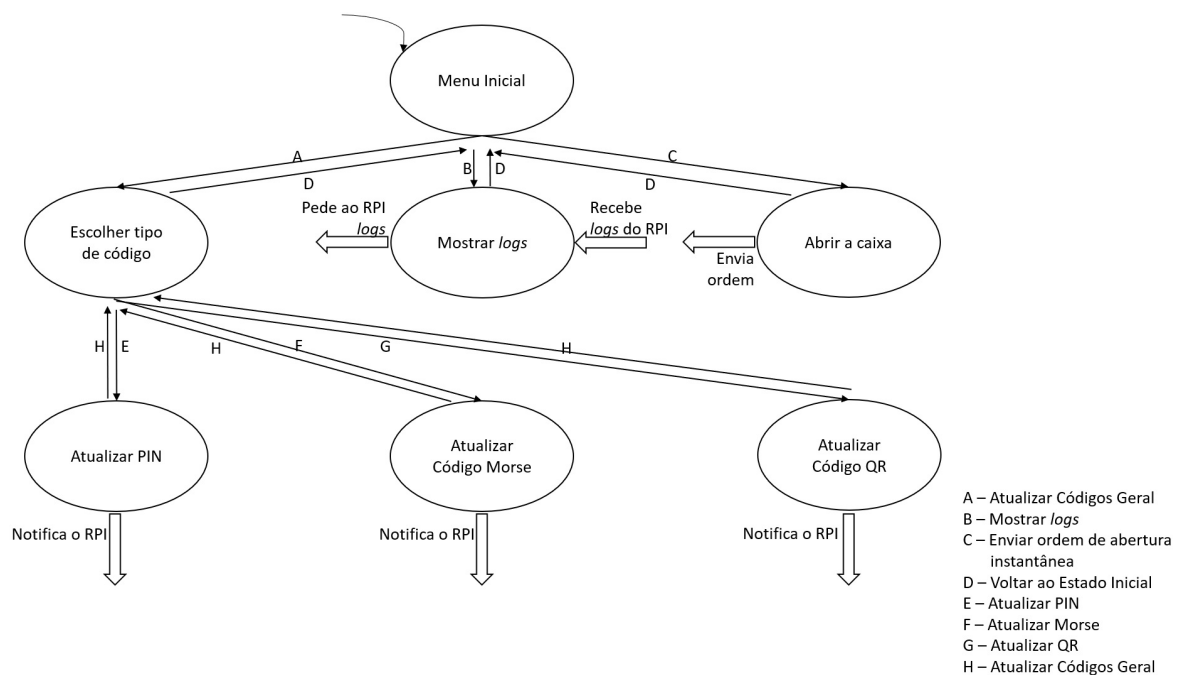 Menu Inicial
A
D
B
D
C
D
Escolher tipo
de código
Pede ao RPI
logs
Mostrar logs
Recebe
logs do RPI
Envia
ordem
Abrir a caixa
H
E
H
F
G
H
Atualizar PIN
Atualizar
Código Morse
Atualizar
Código QR
Notifica o RPI
Notifica o RPI
Notifica o RPI
A – Atualizar Códigos Geral
B – Mostrar logs
C – Enviar ordem de abertura
instantânea
D – Voltar ao Estado Inicial
E – Atualizar PIN
F – Atualizar Morse
G – Atualizar QR
H – Atualizar Códigos Geral